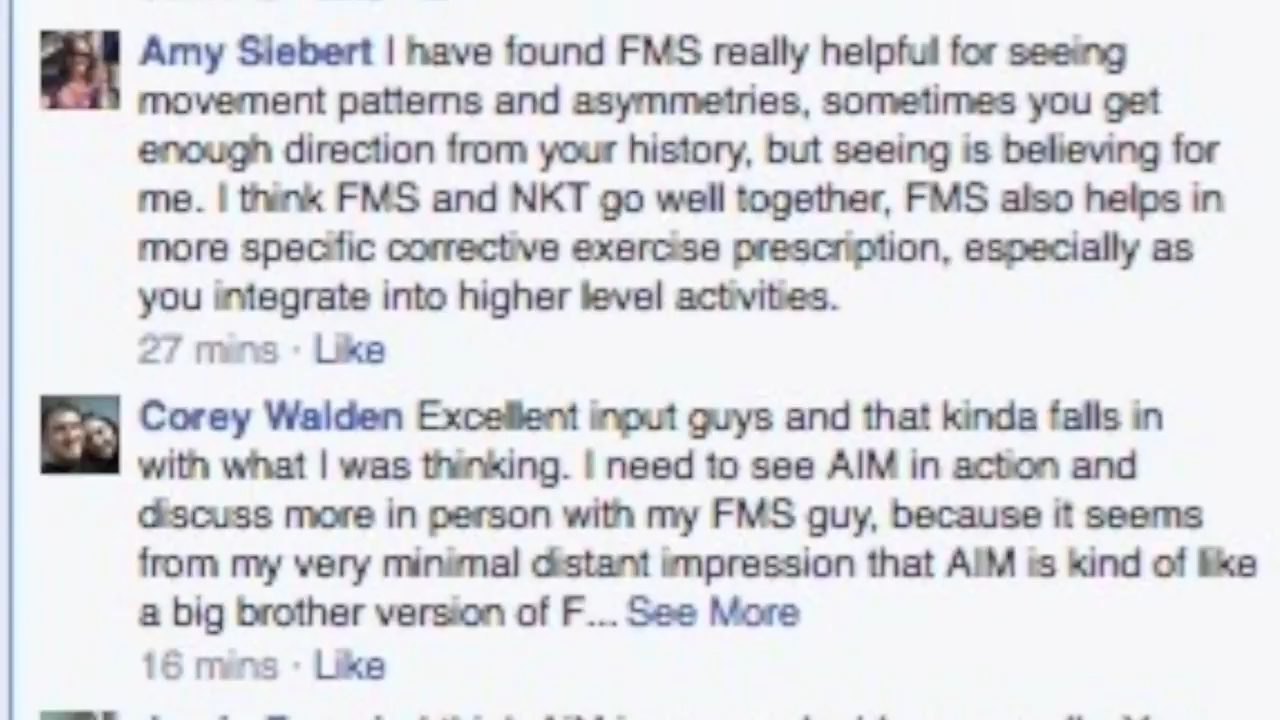 Amy Siebert I have found FMS really helpful for seeing
movement patterns and asymmetries, sometimes you get
enough direction from your history, but seeing is believing for
me. I think FMS and NKT go well together, FMS also helps in
more specific corrective exercise prescription, especially as
you integrate into higher level activities.
27 mins · Like
Corey Walden Excellent input guys and that kinda falls in
with what I was thinking. I need to see AIM in action and
discuss more in person with my FMS guy, because it seems
from my very minimal distant impression that AIM is kind of like
a big brother version of F... See More
16 mins · Like